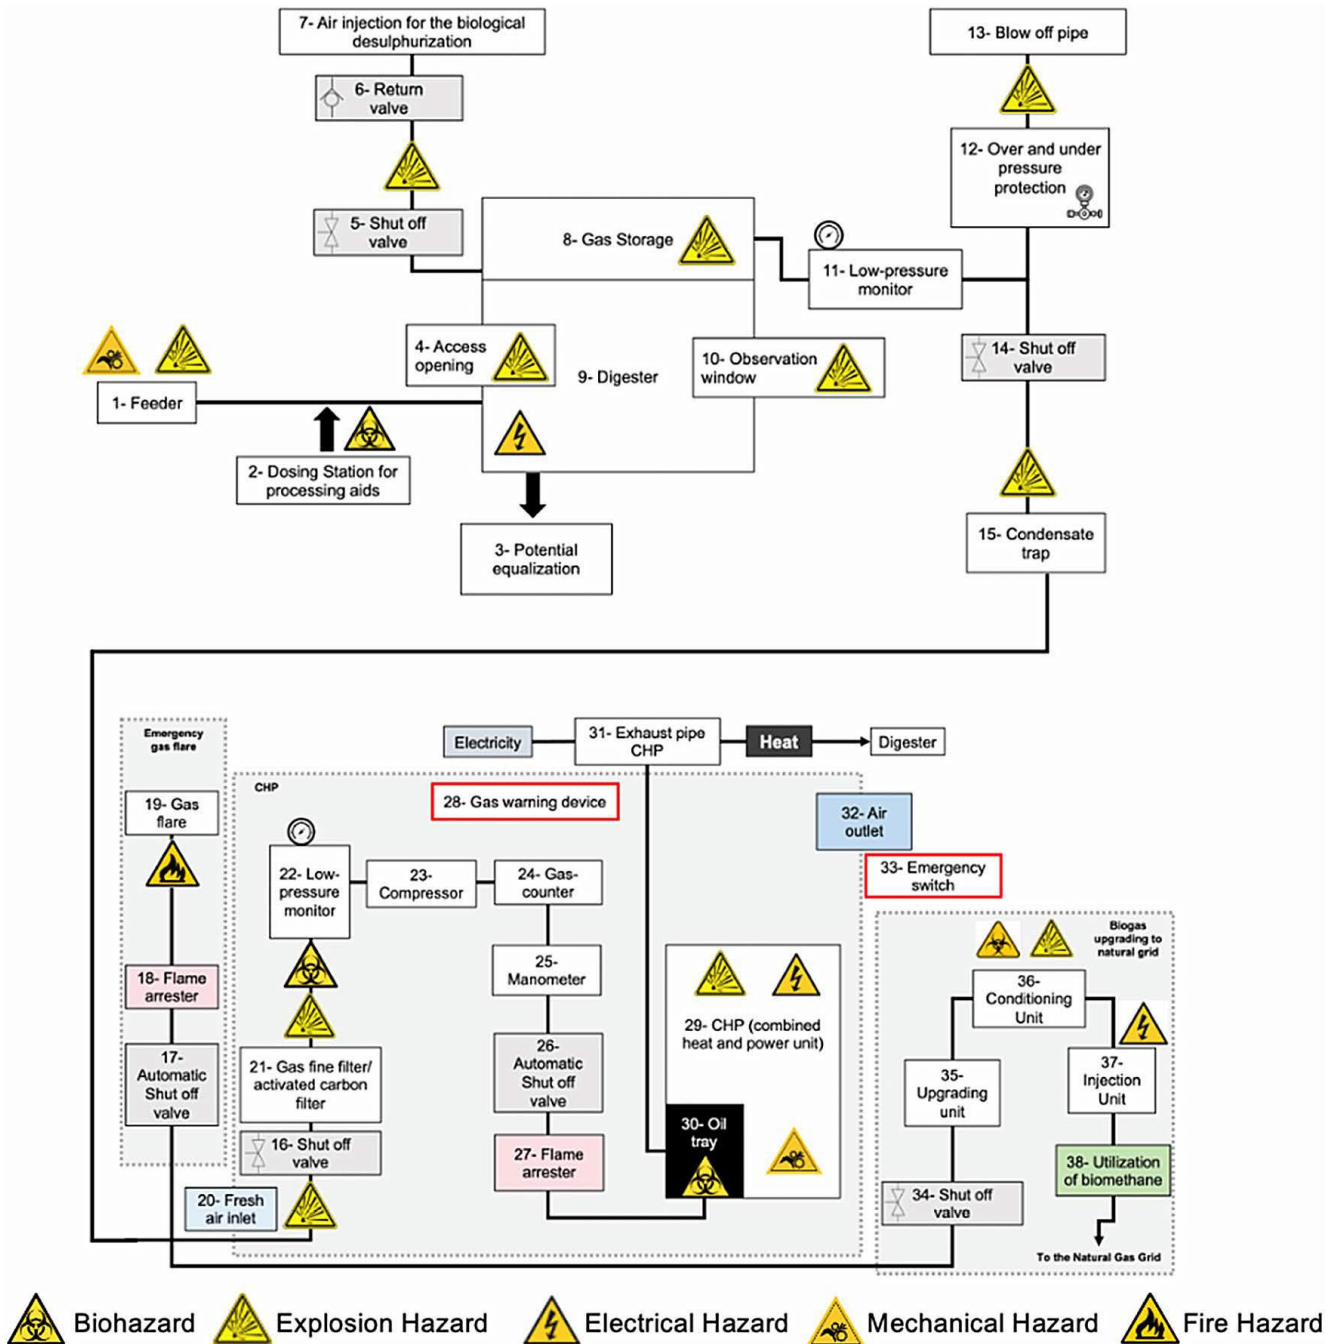 7- Air injection for the biological
desulphurization
13- Blow off pipe
6- Return
valve
12- Over and under
pressure
protection
5- Shut off
valve
8- Gas Storage
11- Low-pressure
monitor
14- Shut off
valve
4- Access
opening
9- Digester
10- Observation
window
1- Feeder
2- Dosing Station for
processing aids
3- Potential
equalization
15- Condensate
trap
Emergency
gas flare
Electricity
31- Exhaust pipe
CHP
Heat
Digester
CHP
28- Gas warning device
19- Gas
flare
32- Air
outlet
22- Low-
pressure
monitor
23-
Compressor
24- Gas-
counter
33- Emergency
switch
18- Flame
arrester
25-
Manometer
Biogas
upgrading to
natural grid
36-
Conditioning
Unit
29- CHP (combined
heat and power unit)
17-
Automatic
Shut off
valve
21- Gas fine filter/
activated carbon
filter
26-
Automatic
Shut off
valve
35-
Upgrading
unit
37-
Injection
Unit
16- Shut off
valve
27- Flame
arrester
30- Oil
tray
38- Utilization
of biomethane
20- Fresh
air inlet
34- Shut off
valve
To the Natural Gas Grid
Biohazard
Explosion Hazard
Electrical Hazard
Mechanical Hazard
Fire Hazard